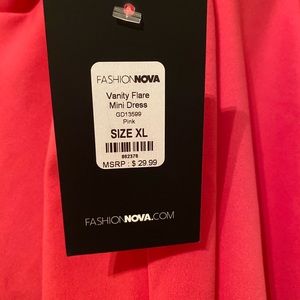 FASHIONNOVA
Vanity Flare
Mini Dress
GD13599
Pink
SIZE XL
862378
MSRP : $ 29.99
FASHIONNOVA.COM